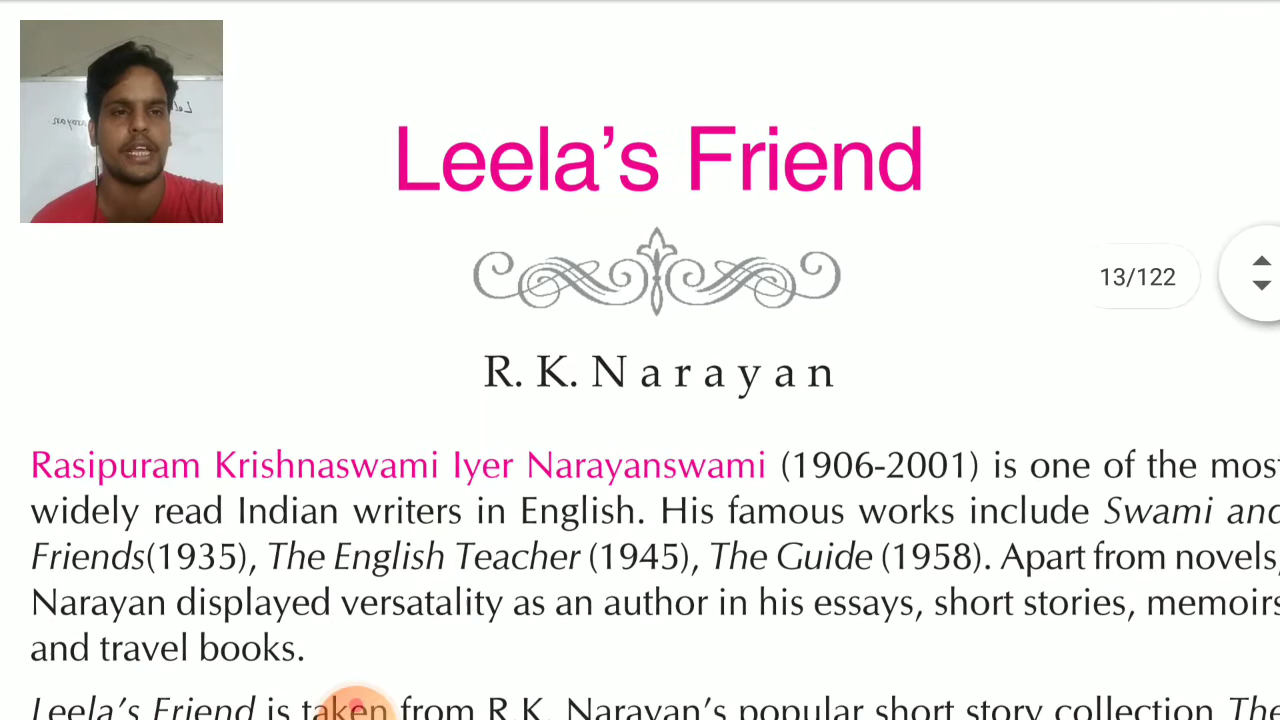 Leela's Friend
13/122
R. K. Narayan
Rasipuram Krishnaswami Iyer Narayanswami (1906-2001) is one of the most
widely read Indian writers in English. His famous works include Swami and
Friends(1935), The English Teacher (1945), The Guide (1958). Apart from novels,
Narayan displayed versatality as an author in his essays, short stories, memoirs
and travel books.
Leela's Friend is taken from R.K. Narayan's popular short story collection The